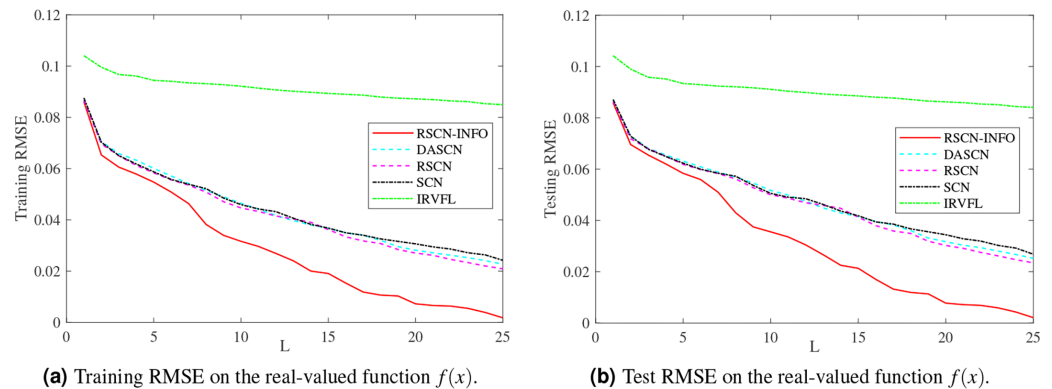 0.12
0.1
0.08
0.06
0.04
0.02
0
Training RMSE
RSCN-INFO
DASCN
RSCN
SCN
IRVFL
0 5 10 15 20 25
L
(a) Training RMSE on the real-valued function f(x).
0.12
0.1
0.08
0.06
0.04
0.02
0
Testing RMSE
RSCN-INFO
DASCN
RSCN
SCN
IRVFL
0 5 10 15 20 25
L
(b) Test RMSE on the real-valued function f(x).